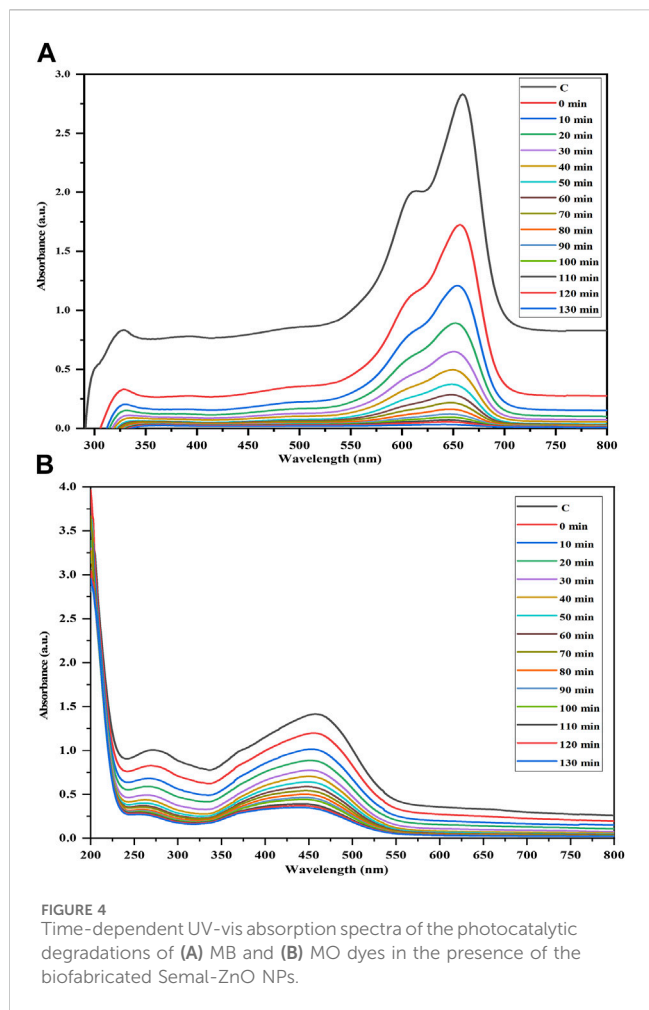 A
3.0
2.5
2.0
1.5
1.0
0.5
0.0
Absorbance (a.u.)
C
0 min
10 min
20 min
30 min
40 min
50 min
60 min
70 min
80 min
90 min
100 min
110 min
120 min
130 min
300 350 400 450 500 550 600 650 700 750 800
Wavelength (nm)
B
4.0
3.5
3.0
2.5
2.0
1.5
1.0
0.5
0.0
Absorbance (a.u.)
C
0 min
10 min
20 min
30 min
40 min
50 min
60 min
70 min
80 min
90 min
100 min
110 min
120 min
130 min
200 250 300 350 400 450 500 550 600 650 700 750 800
Wavelength (nm)
FIGURE 4
Time-dependent UV-vis absorption spectra of the photocatalytic
degradations of (A) MB and (B) MO dyes in the presence of the
biofabricated Semal-ZnO NPs.